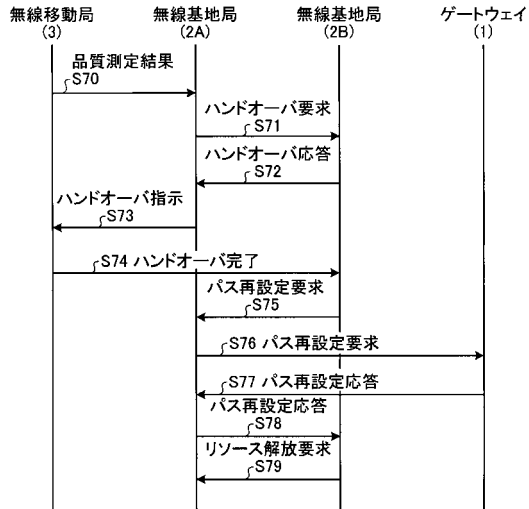 無線移動局 無線基地局 無線基地局 ゲートウェイ
(3) (2A) (2B) (1)
品質測定結果
S70
ハンドオーバ要求
S71
ハンドオーバ応答
S72
ハンドオーバ指示
S73
S74 ハンドオーバ完了
パス再設定要求
S75
S76 パス再設定要求
S77 パス再設定応答
パス再設定応答
S78
リソース解放要求
S79